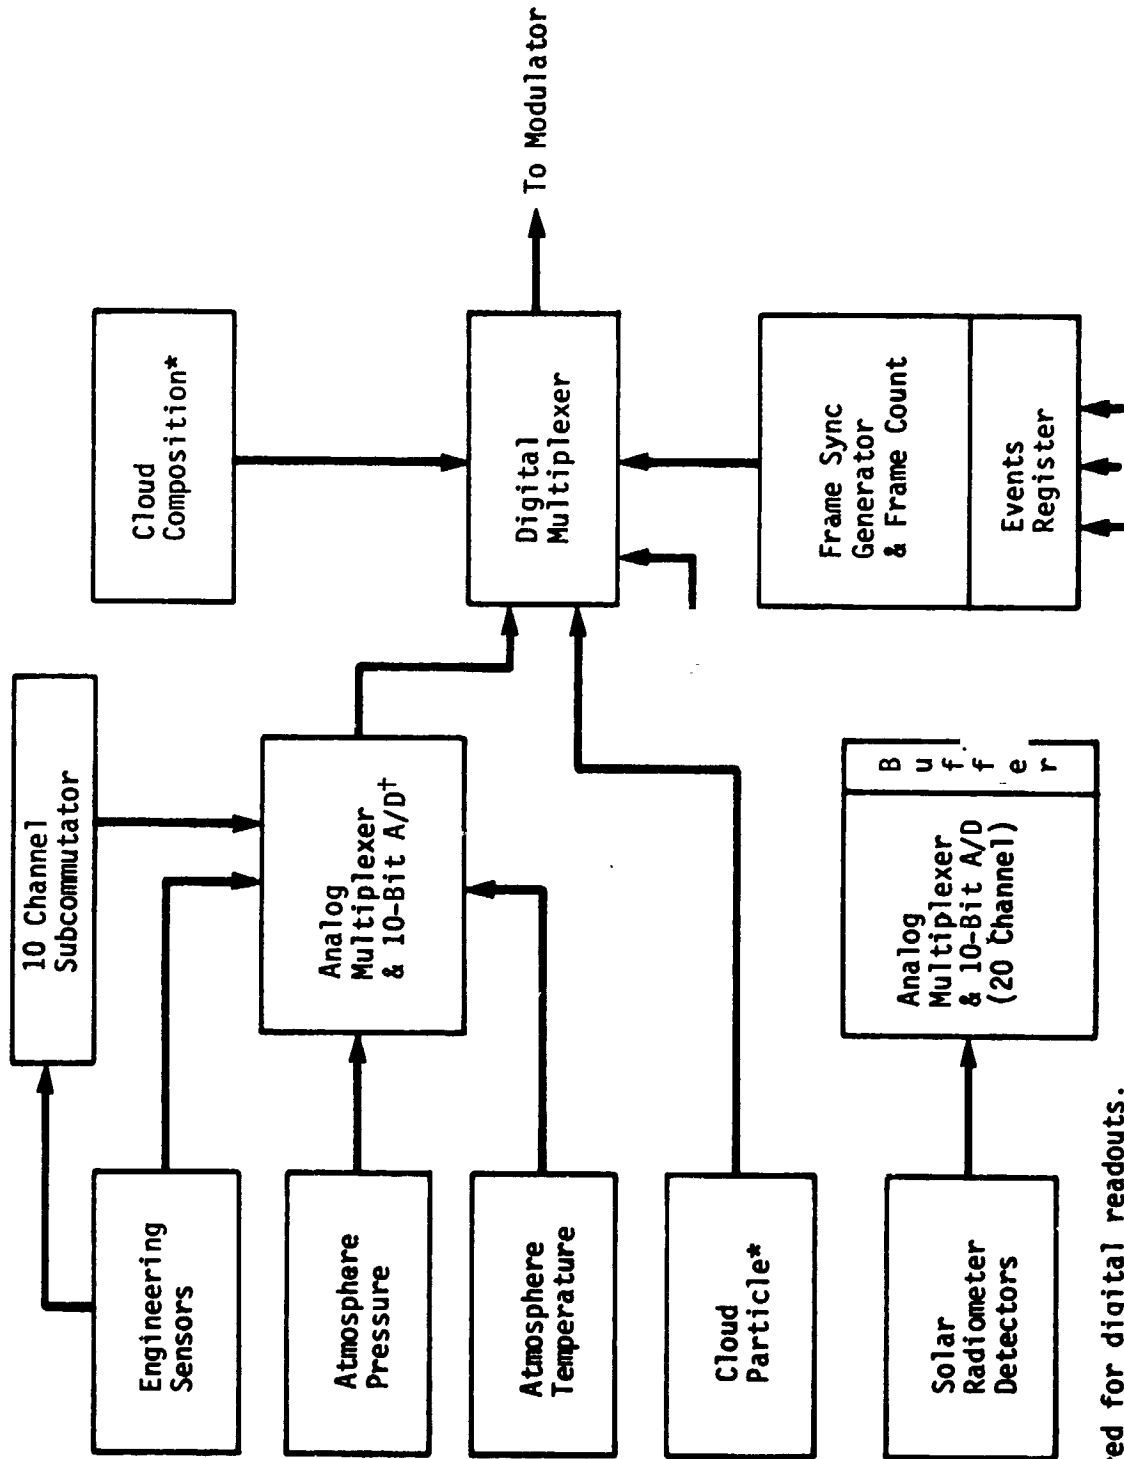 Engineering
Sensors
10 Channel
Subcommutator
Atmosphere
Pressure
Analog
Multiplexer
& 10-Bit A/D†
Cloud
Composition*
Atmosphere
Temperature
Digital
Multiplexer
To Modulator
Cloud
Particle*
Solar
Radiometer
Detectors
Analog
Multiplexer
& 10-Bit A/D
(20 Channel)
Buffer
Frame Sync
Generator
& Frame Count
Events
Register
for digital readouts.